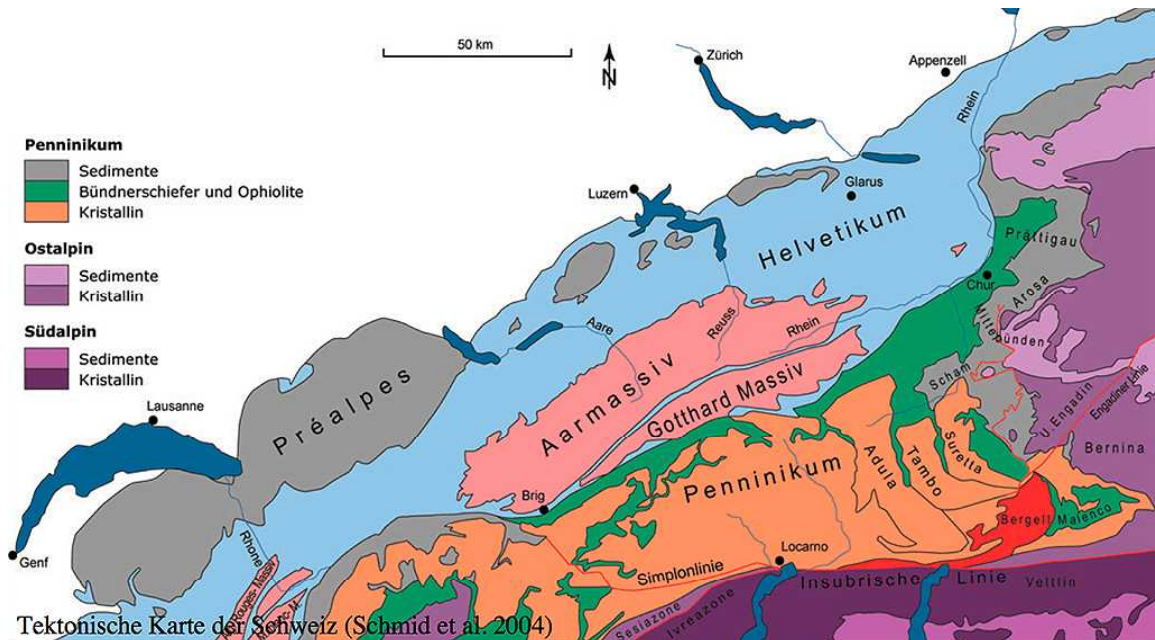 50 km
N
Zürich
Appenzell
Rhein
Penninikum
Sedimente
Bündnerschiefer und Ophiolite
Kristallin
Ostalpin
Sedimente
Kristallin
Südalpin
Sedimente
Kristallin
Luzern
Glarus
Helvetikum
Prättigau
Chur
Arosa
Mittelbünden
Aare
Reuss
Rhein
Aarmassiv
Gotthard Massiv
Scham
Préalpes
Lausanne
U.Engadin
Engadiner Linie
Bernina
Penninikum
Adula
Tambo
Suretta
Brig
Bergell
Malenco
Genf
Rhone
Locarno
Simplonlinie
Insubrische Linie
Veltlin
Sesiazone
Ivreazone
Tektonische Karte der Schweiz (Schmid et al. 2004)